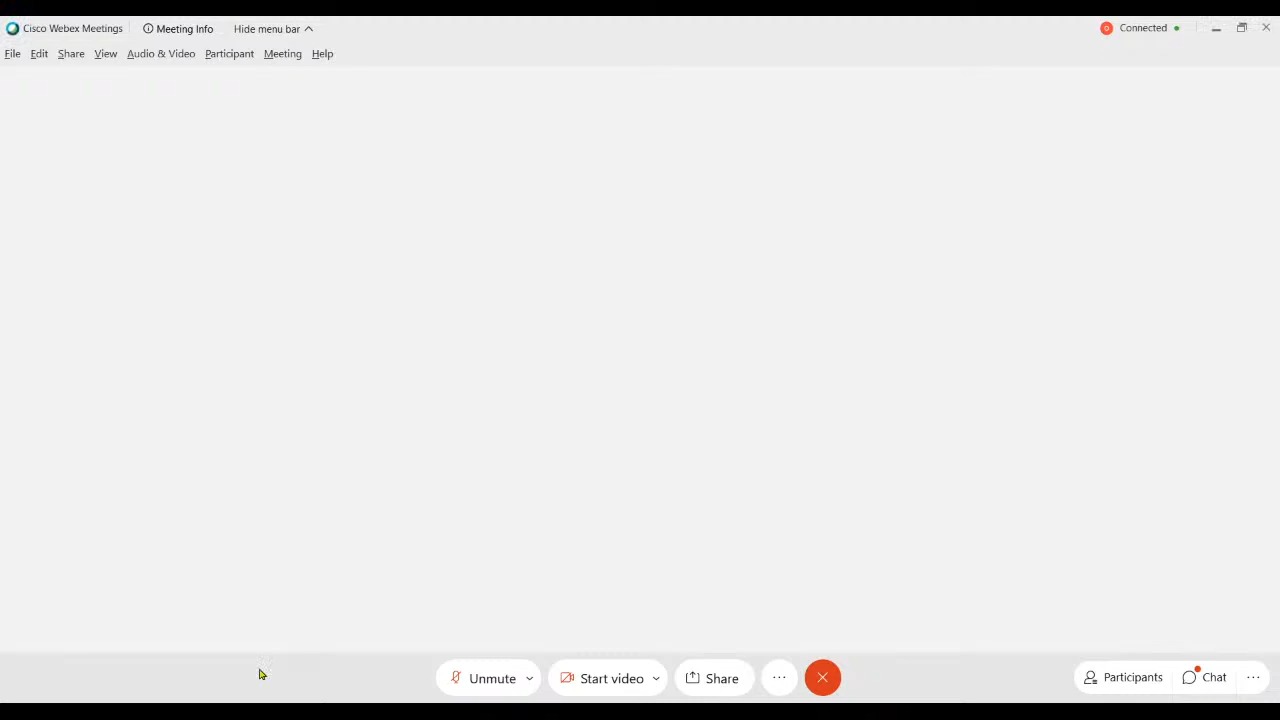 Cisco Webex Meetings Meeting Info Hide menu bar Connected
File Edit Share View Audio & Video Participant Meeting Help
Unmute Start video Share Participants Chat